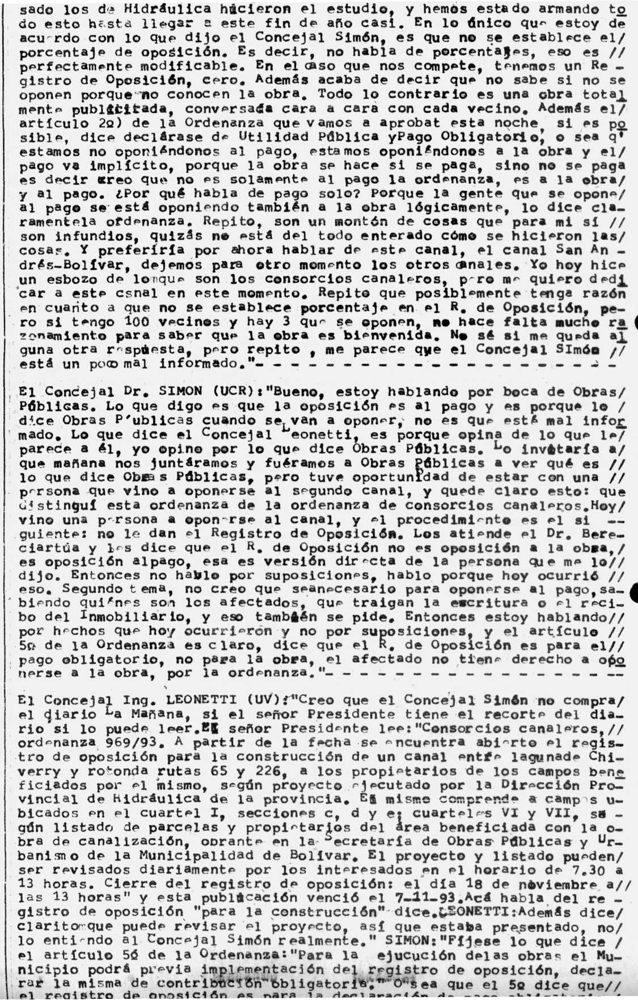 sado los de Hidráulica hicieron el estudio, y hemos estado armando to
do esto hasta llegar a este fin de año casi. En lo único que estoy de
acuerdo con lo que dijo el Concejal Simón, es que no se establece el/
porcentaje de oposición. Es decir, no habla de porcentajes, eso es //
perfectamente modificable. En el caso que nos compete, tenemos un Re -
gistro de Oposición, cero. Además acaba de decir que no sabe si no se
oponen porque no conocen la obra. Todo lo contrario es una obra total
mente publicitada, conversada cara a cara con cada vecino. Además el/
artículo 2º) de la Ordenanza que vamos a aprobat esta noche, si es po
sible, dice declárase de Utilidad Pública yPago Obligatorio, o sea q'
estamos no oponiéndonos al pago, estamos oponiéndonos a la obra y el/
pago va implícito, porque la obra se hace si se paga, sino no se paga
es decir creo que no es solamente al pago la ordenanza, es a la obra/
y al pago. ¿Por qué habla de pago solo? Porque la gente que se opone/
al pago se está oponiendo también a la obra lógicamente, lo dice cla-
ramentela ordenanza. Repito, son un montón de cosas que para mi sí //
son infundios, quizás no está del todo enterado cómo se hicieron las/
cosas. Y preferiría por ahora hablar de este canal, el canal San An -
drés-Bolívar, dejemos para otro momento los otros canales. Yo hoy hice
un esbozo de lomque son los consorcios canaleros, pero me quiero dedi
car a este csnal en este momento. Repito que posiblemente tenga razón
en cuanto a que no se establece porcentaje en el R. de Oposición, pe-
ro si tengo 100 vecinos y hay 3 que se oponen, no hace falta mucho ra
zonamiento para saber que la obra es bienvenida. No sé si me queda al
guna otra respuesta, pero repito , me parece que el Concejal SImón //
está un poco mal informado."- - - - - - - - - - - - - - - - - - - - -
El Concejal Dr. SIMON (UCR):"Bueno, estoy hablando por boca de Obras/
Públicas. Lo que digo es que la oposición es al pago y es porque lo /
dice Obras P'ublicas cuando se van a oponer, no es que esté mal infor
mado. Lo que dice el Concejal Leonetti, es porque opina de lo que le/
parece a él, yo opino por lo que dice Obras Públicas. Lo invitaría a/
que mañana nos juntáramos y fuéramos a Obras Públicas a ver qué es //
lo que dice Obras Públicas, pero tuve oportunidad de estar con una //
persona que vino a oponerse al segundo canal, y quede claro esto: que
distinguí esta ordenanza de la ordenanza de consorcios canaleros.Hoy/
vino una persona a oponerse al canal, y el procedimiento es el si --
guiente: no le dan el Registro de Oposición. Los atiende el Dr. Bere-
ciartúa y les dice que el R. de Oposición no es oposición a la obra,/
es oposición alpago, esa es versión directa de la persona que me lo//
dijo. Entonces no hablo por suposiciones, hablo porque hoy ocurrió //
eso. Segundo tema, no creo que seanecesario para oponerse al pago,sa-
biendo quiénes son los afectados, que traigan la escritura o el reci-
bo del Inmobiliario, y eso también se pide. Entonces estoy hablando//
por hechos que hoy ocurrieron y no por suposiciones, y el artículo //
5º de la Ordenanza es claro, dice que el R. de Oposición es para el//
pago obligatorio, no para la obra, el afectado no tiene derecho a opo
nerse a la obra, por la ordenanza."- - - - - - - - - - - - - - - - --
El Concejal Ing. LEONETTI (UV):"Creo que el Concejal Simón no compra/
el diario La Mañana, si el señor Presidente tiene el recorte del dia-
rio si lo puede leer.El señor Presidente lee:"Consorcios canaleros,//
ordenanza 969/93. A partir de la fecha se encuentra abierto el regis-
tro de oposición para la construcción de un canal entre lagunade Chi-
verry y rotonda rutas 65 y 226, a los propietarios de los campos bene
ficiados por el mismo, según proyecto ejecutado por la Dirección Pro-
vincial de Hidráulica de la provincia. El mismo comprende a campos u-
bicados en el cuartel I, secciones c, d y e; cuarteles VI y VII, se -
gún listado de parcelas y propietarios del área beneficiada con la o-
bra de canalización, obrante en la Secretaría de Obras Públicas y Ur-
banismo de la Municipalidad de Bolívar. El proyecto y listado pueden/
ser revisados diariamente por los interesados en el horario de 7.30 a
13 horas. Cierre del registro de oposición: el día 18 de noviembre a//
las 13 horas" y esta publicación venció el 7-11-93.Acá habla del re -
gistro de oposición "para la construcción" dice.LEONETTI:Además dice/
clarito que puede revisar el proyecto, así que estaba presentado, no/
lo entiendo al Concejal Simón realmente." SIMON:"Fíjese lo que dice /
el artículo 5º de la Ordenanza:"Para la ejucución delas obras el Mu-
nicipio podrá previa implementación del registro de oposición, decla-
rar la misma de contribución obligatoria." O sea que el 5º dice que//
el registro de oposición es para la declaración de pago